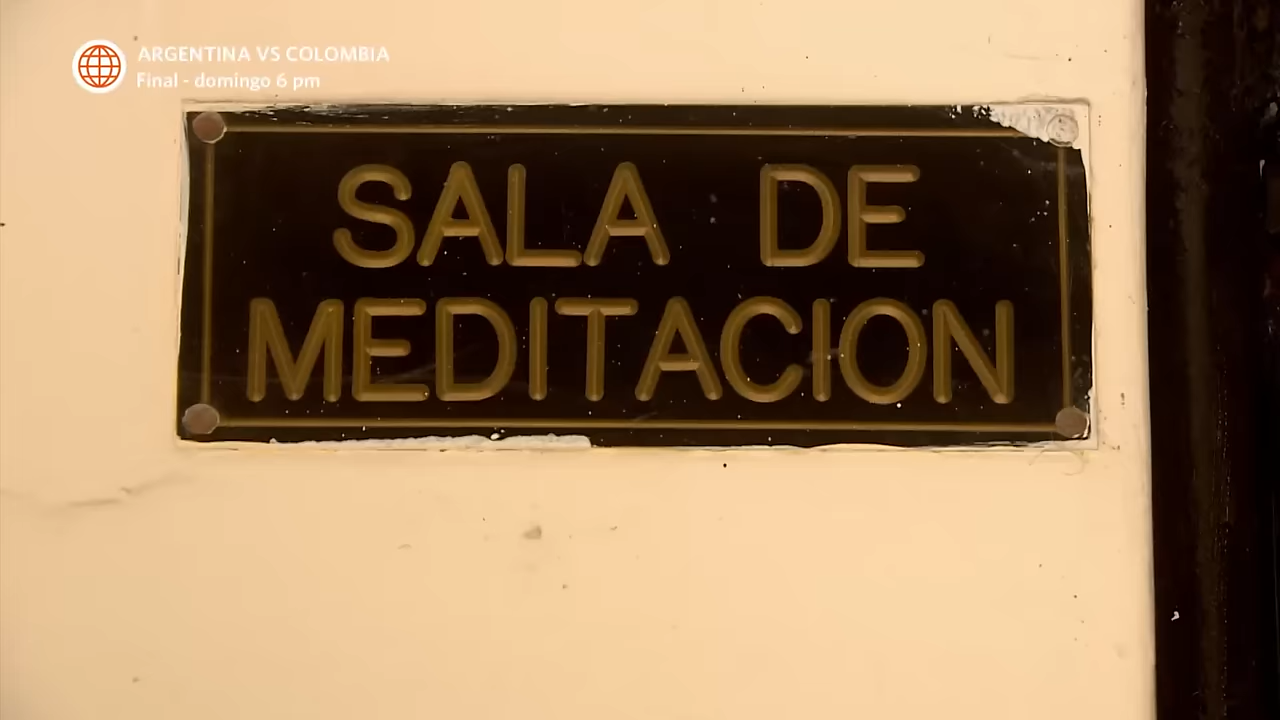 ARGENTINA VS COLOMBIA
Final - domingo 6 pm
SALA DE
MEDITACION